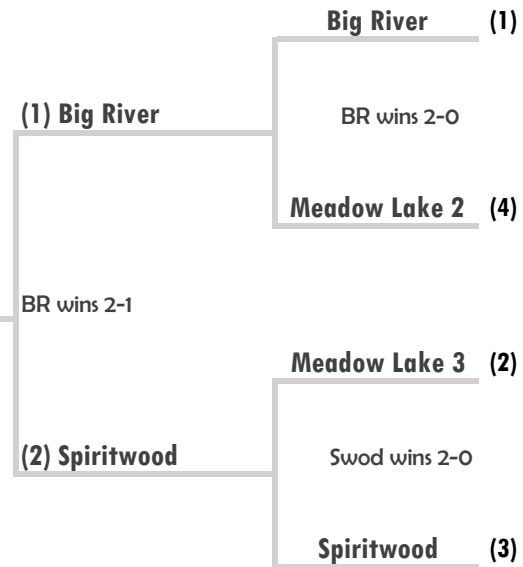 Big River (1)
(1) Big River
BR wins 2-0
Meadow Lake 2 (4)
BR wins 2-1
Meadow Lake 3 (2)
(2) Spiritwood
Swod wins 2-0
Spiritwood (3)